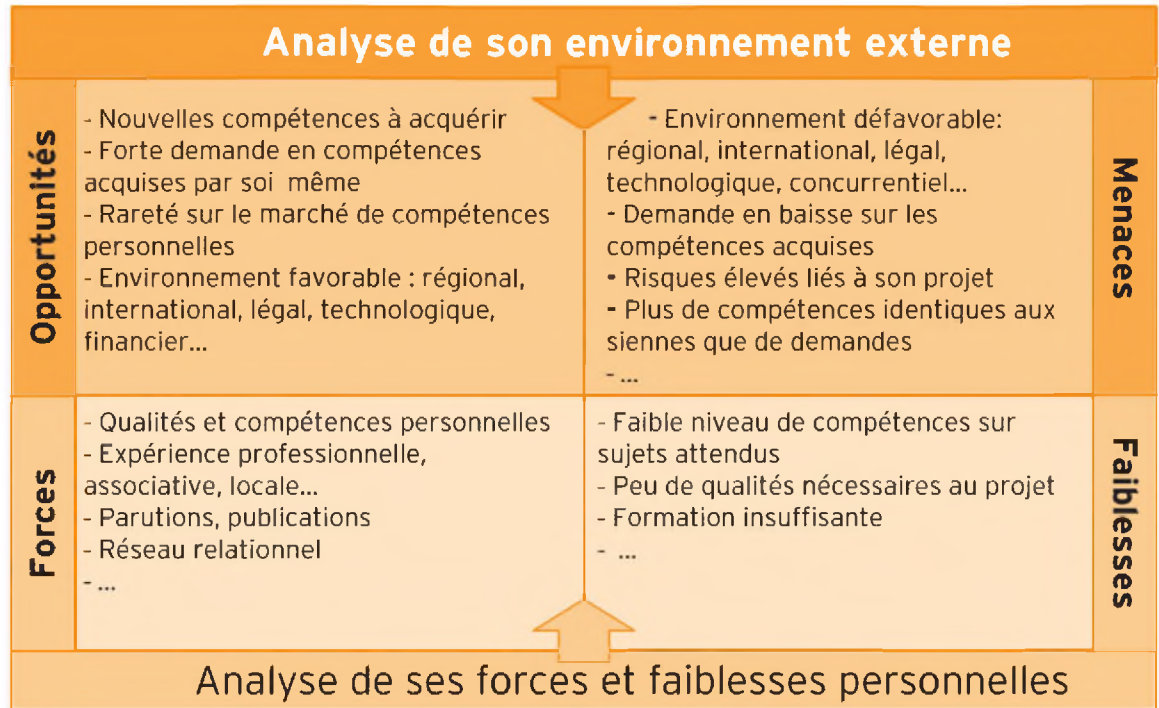 Analyse de son environnement externe
Opportunités
- Nouvelles compétences à acquérir
- Forte demande en compétences
acquises par soi même
- Rareté sur le marché de compétences
personnelles
- Environnement favorable : régional,
international, légal, technologique,
financier...
- Environnement défavorable:
régional, international, légal,
technologique, concurrentiel...
- Demande en baisse sur les
compétences acquises
- Risques élevés liés à son projet
- Plus de compétences identiques aux
siennes que de demandes
- ...
Menaces
Forces
- Qualités et compétences personnelles
- Expérience professionnelle,
associative, locale...
- Parutions, publications
- Réseau relationnel
- ...
- Faible niveau de compétences sur
sujets attendus
- Peu de qualités nécessaires au projet
- Formation insuffisante
- ...
Faiblesses
Analyse de ses forces et faiblesses personnelles